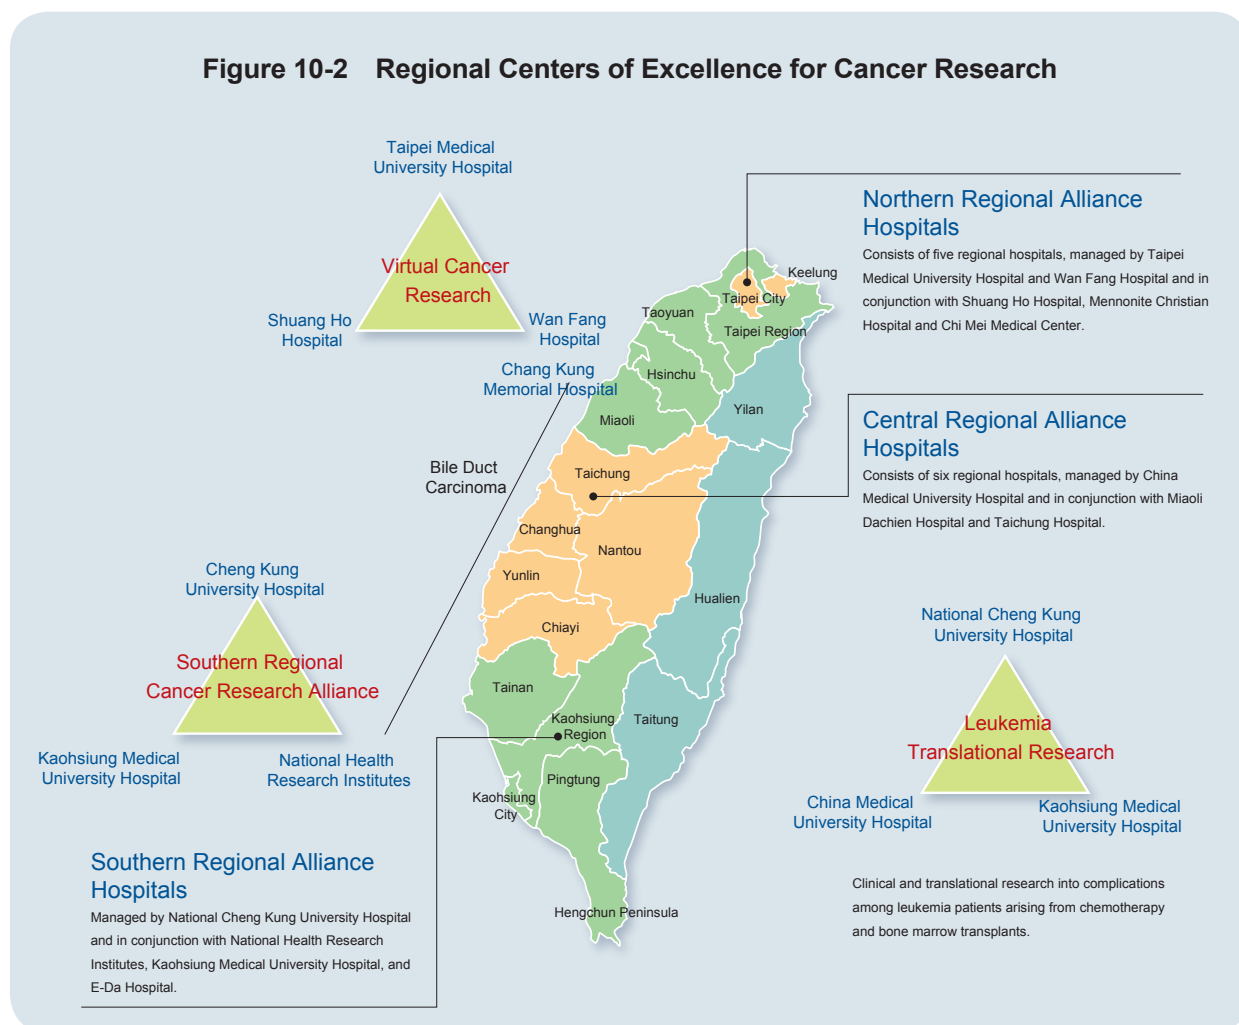 Figure 10-2 Regional Centers of Excellence for Cancer Research
Taipei Medical
University Hospital
Virtual Cancer
Research
Shuang Ho
Hospital
Wan Fang
Hospital
Chang Kung
Memorial Hospital
Bile Duct
Carcinoma
Cheng Kung
University Hospital
Southern Regional
Cancer Research Alliance
Kaohsiung Medical
University Hospital
National Health
Research Institutes
Southern Regional Alliance
Hospitals
Managed by National Cheng Kung University Hospital
and in conjunction with National Health Research
Institutes, Kaohsiung Medical University Hospital, and
E-Da Hospital.
Keelung
Taipei City
Taoyuan
Taipei Region
Hsinchu
Yilan
Miaoli
Taichung
Changhua
Nantou
Yunlin
Hualien
Chiayi
Tainan
Kaohsiung
Region
Taitung
Pingtung
Kaohsiung
City
Hengchun Peninsula
Northern Regional Alliance
Hospitals
Consists of five regional hospitals, managed by Taipei
Medical University Hospital and Wan Fang Hospital and in
conjunction with Shuang Ho Hospital, Mennonite Christian
Hospital and Chi Mei Medical Center.
Central Regional Alliance
Hospitals
Consists of six regional hospitals, managed by China
Medical University Hospital and in conjunction with Miaoli
Dachien Hospital and Taichung Hospital.
National Cheng Kung
University Hospital
Leukemia
Translational Research
China Medical
University Hospital
Kaohsiung Medical
University Hospital
Clinical and translational research into complications
among leukemia patients arising from chemotherapy
and bone marrow transplants.